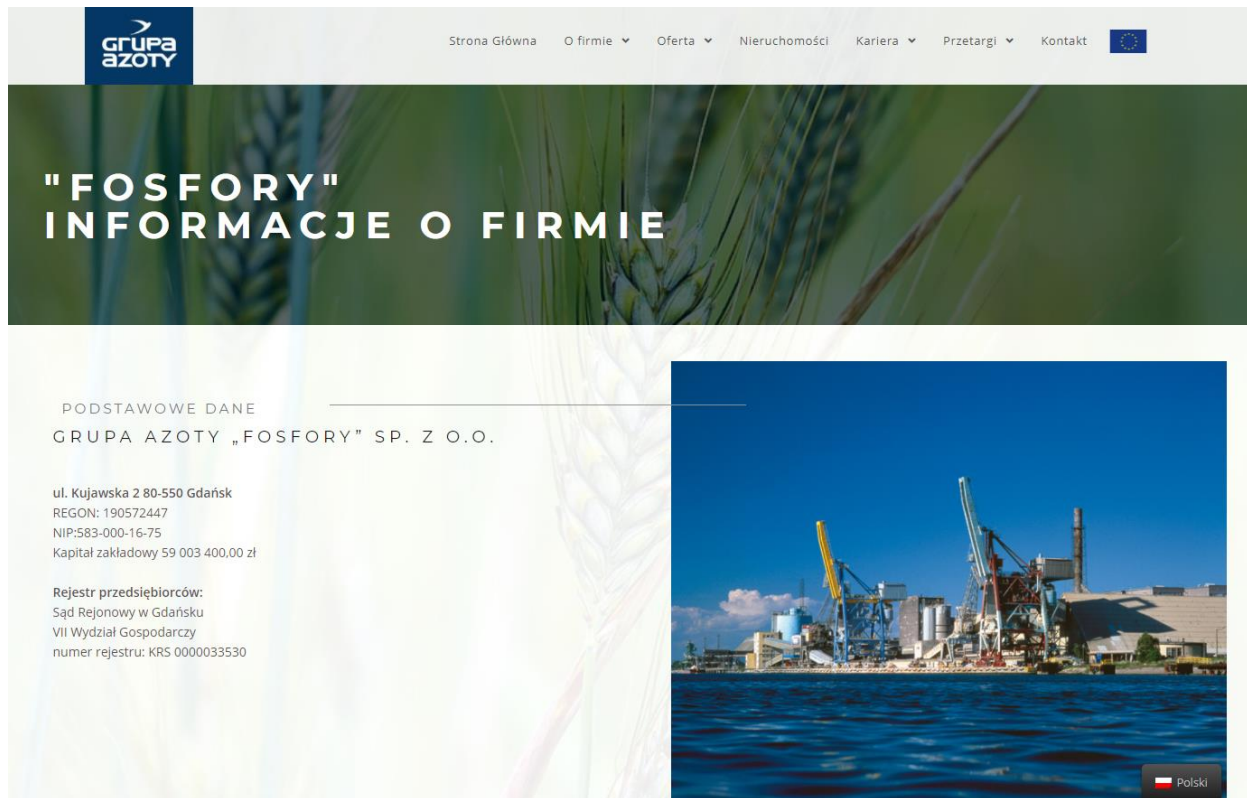 GRUPA
AZOTY
Strona Główna O firmie Oferta Nieruchomości Kariera Przetargi Kontakt
"FOSFORY"
INFORMACJE O FIRMIE
PODSTAWOWE DANE
GRUPA AZOTY „FOSFORY” SP. Z O.O.
ul. Kujawska 2 80-550 Gdańsk
REGON: 190572447
NIP:583-000-16-75
Kapitał zakładowy 59 003 400,00 zł
Rejestr przedsiębiorców:
Sąd Rejonowy w Gdańsku
VII Wydział Gospodarczy
numer rejestru: KRS 0000033530
Polski